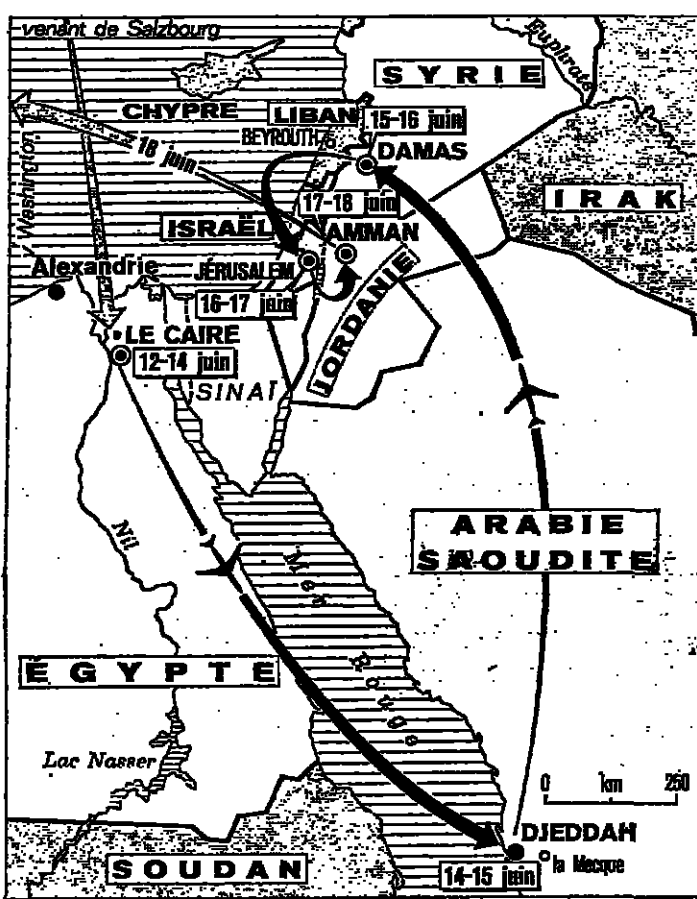 venant de Salzbourg
SYRIE
Euphrate
CHYPRE
LIBAN
15-16 juin
BEYROUTH
DAMAS
18 juin
v Washington
17-18 juin
IRAK
ISRAËL
AMMAN
Alexandrie
JÉRUSALEM
16-17 juin
JORDANIE
LE CAIRE
12-14 juin
SINAÏ
ARABIE
SAOUDITE
Nil
Mer Rouge
ÉGYPTE
Lac Nasser
0 km 250
DJEDDAH
la Mecque
SOUDAN
14-15 juin